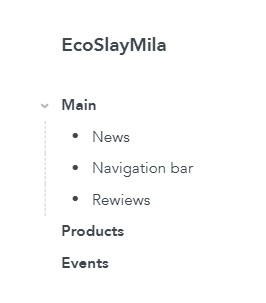 EcoSlayMila
Main
• News
• Navigation bar
• Rewiews
Products
Events